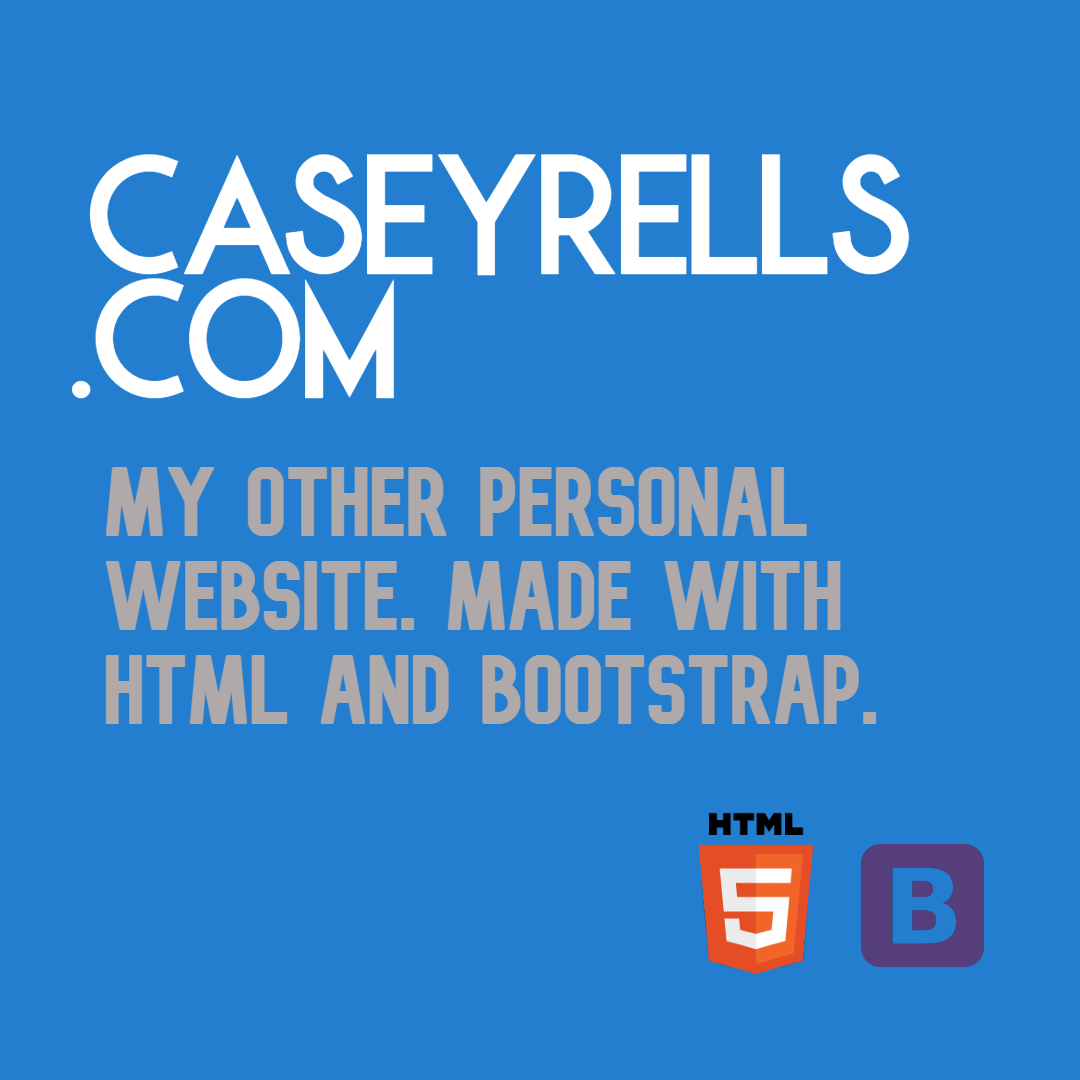 CASEYRELLS
.COM
MY OTHER PERSONAL
WEBSITE. MADE WITH
HTML AND BOOTSTRAP.
HTML
5
B